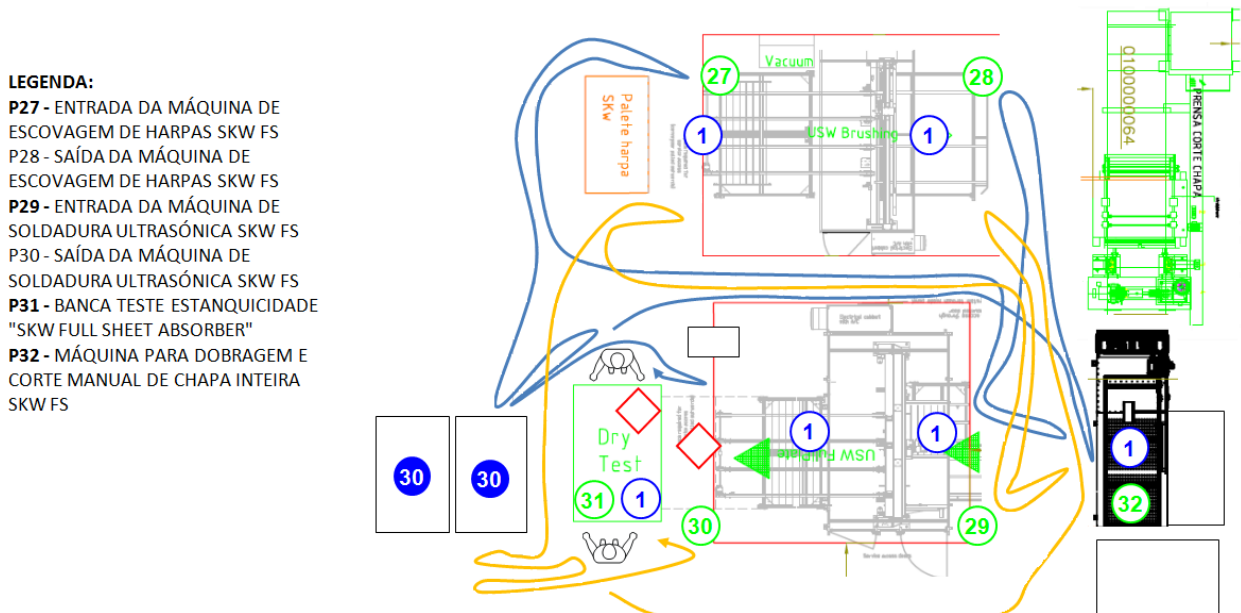 LEGENDA:
P27 - ENTRADA DA MÁQUINA DE
ESCOVAGEM DE HARPAS SKW FS
P28 - SAÍDA DA MÁQUINA DE
ESCOVAGEM DE HARPAS SKW FS
P29 - ENTRADA DA MÁQUINA DE
SOLDADURA ULTRASÓNICA SKW FS
P30 - SAÍDA DA MÁQUINA DE
SOLDADURA ULTRASÓNICA SKW FS
P31 - BANCA TESTE ESTANQUICIDADE
"SKW FULL SHEET ABSORBER"
P32 - MÁQUINA PARA DOBRAGEM E
CORTE MANUAL DE CHAPA INTEIRA
SKW FS
Vacuum
27
28
Palete harpa
SKw
1
USW Brushing
1
0100000064
PRENSA CORTE CHAPA
1
1
USW Full Plate
Dry
Test
31
1
30
29
30
30
1
32